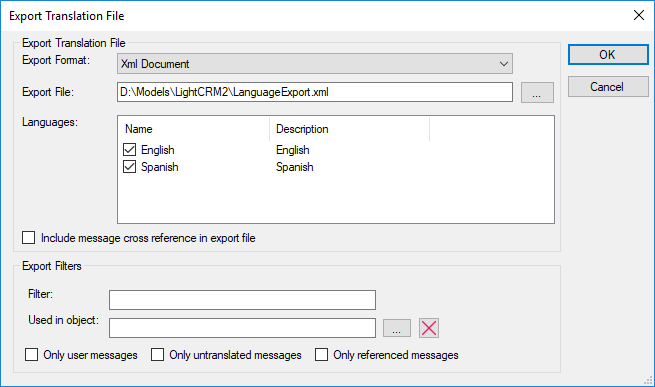 Export Translation File
Export Translation File
Export Format:
Xml Document
OK
Export File:
D:\Models\LightCRM2\LanguageExport.xml
...
Cancel
Languages:
Name Description
English English
Spanish Spanish
Include message cross reference in export file
Export Filters
Filter:
Used in object:
...
Only user messages Only untranslated messages Only referenced messages